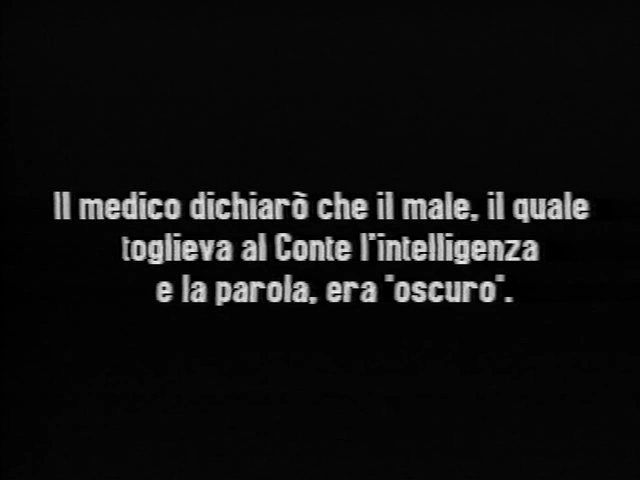 Il medico dichiarò che il male, il quale
toglieva al Conte l'intelligenza
e la parola, era "oscuro".